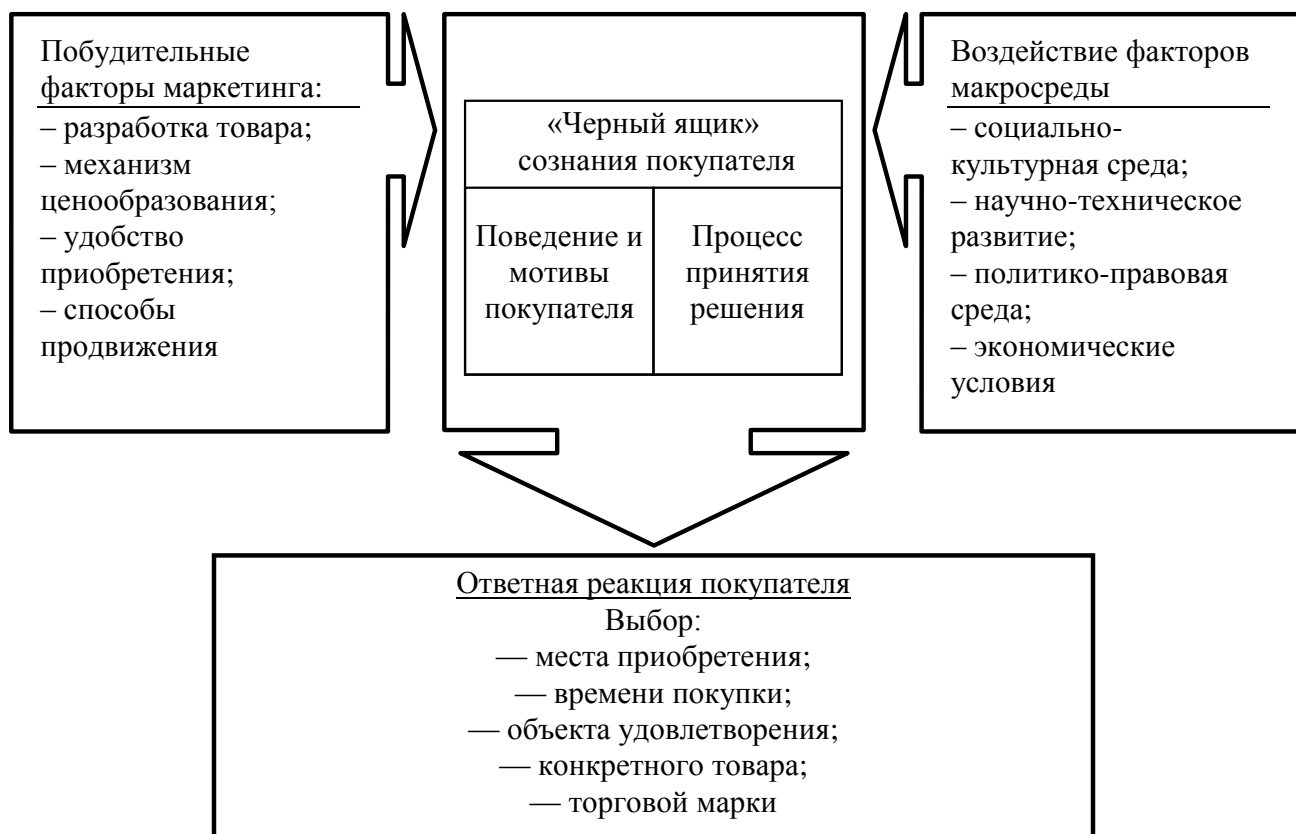 Побудительные
факторы маркетинга:
– разработка товара;
– механизм
ценообразования;
– удобство
приобретения;
– способы
продвижения
«Черный ящик»
сознания покупателя
Поведение и
мотивы
покупателя
Процесс
принятия
решения
Воздействие факторов
макросреды
– социально-
культурная среда;
– научно-техническое
развитие;
– политико-правовая
среда;
– экономические
условия
Ответная реакция покупателя
Выбор:
— места приобретения;
— времени покупки;
— объекта удовлетворения;
— конкретного товара;
— торговой марки